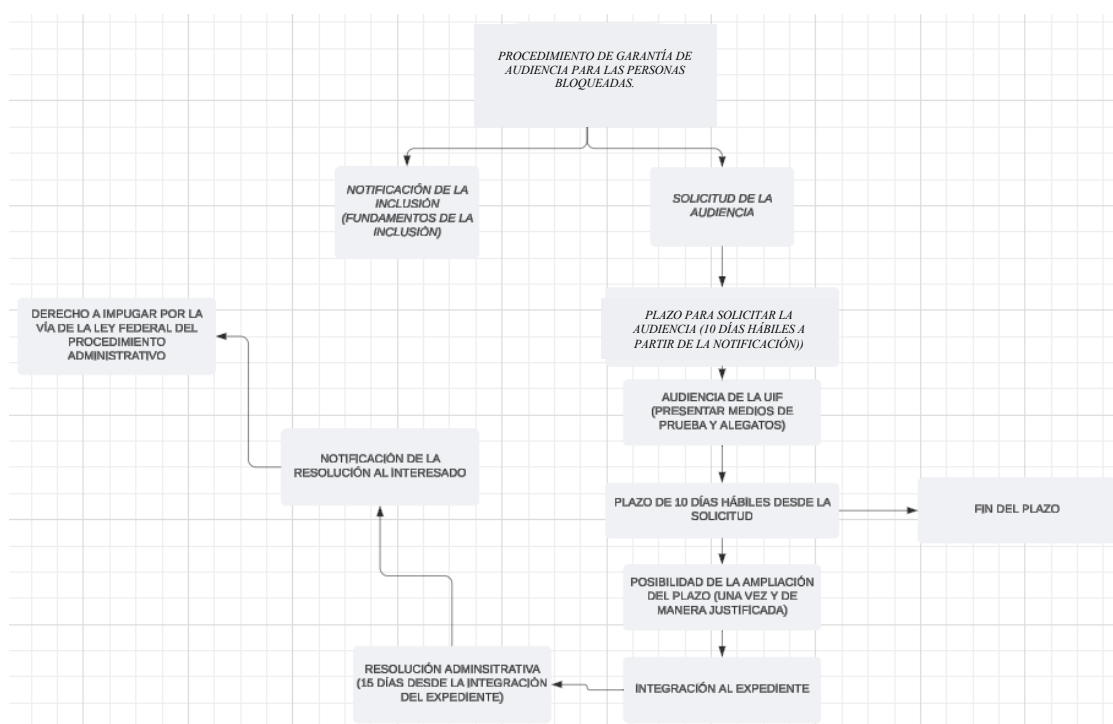 PROCEDIMIENTO DE GARANTÍA DE
AUDIENCIA PARA LAS PERSONAS
BLOQUEADAS.
NOTIFICACIÓN DE LA
INCLUSIÓN
(FUNDAMENTOS DE LA
INCLUSIÓN)
SOLICITUD DE LA
AUDIENCIA
PLAZO PARA SOLICITAR LA
AUDIENCIA (10 DÍAS HÁBILES A
PARTIR DE LA NOTIFICACIÓN))
DERECHO A IMPUGAR POR LA
VÍA DE LA LEY FEDERAL DEL
PROCEDIMIENTO
ADMINISTRATIVO
AUDIENCIA DE LA UIF
(PRESENTAR MEDIOS DE
PRUEBA Y ALEGATOS)
NOTIFICACIÓN DE LA
RESOLUCIÓN AL INTERESADO
PLAZO DE 10 DÍAS HÁBILES DESDE LA
SOLICITUD
FIN DEL PLAZO
POSIBILIDAD DE LA AMPLIACIÓN
DEL PLAZO (UNA VEZ Y DE
MANERA JUSTIFICADA)
RESOLUCIÓN ADMINSITRATIVA
(15 DÍAS DESDE LA INTEGRACIÓN
DEL EXPEDIENTE)
INTEGRACIÓN AL EXPEDIENTE